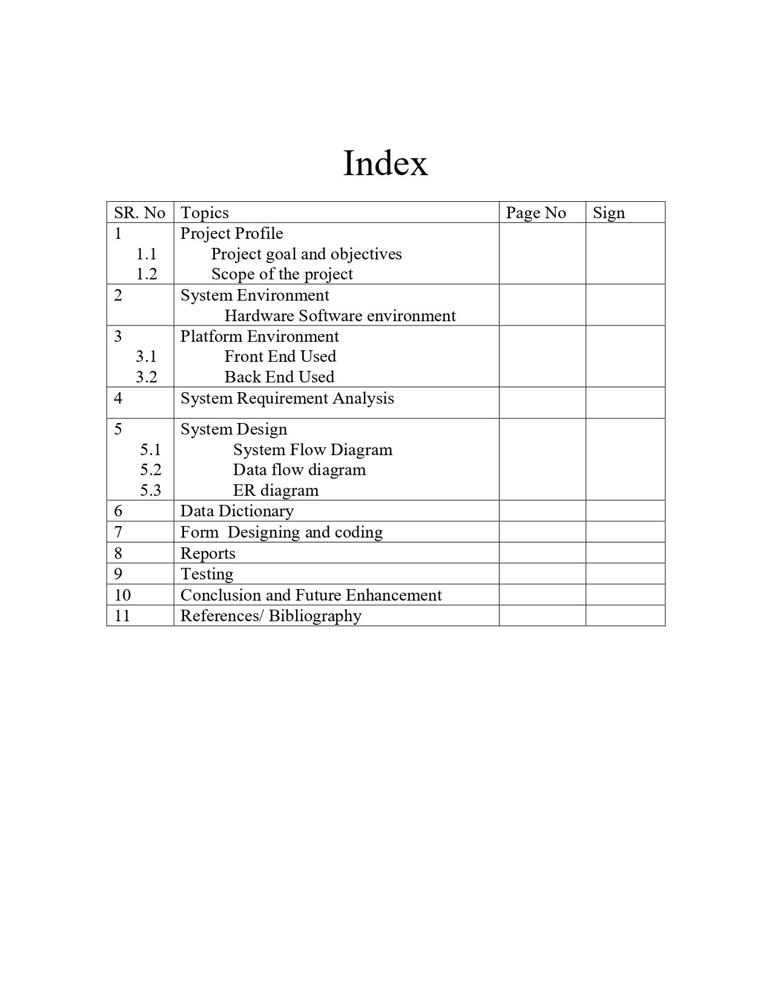 Index
SR. No Topics Page No Sign
1 Project Profile
1.1 Project goal and objectives
1.2 Scope of the project
2 System Environment
Hardware Software environment
3 Platform Environment
3.1 Front End Used
3.2 Back End Used
4 System Requirement Analysis
5 System Design
5.1 System Flow Diagram
5.2 Data flow diagram
5.3 ER diagram
6 Data Dictionary
7 Form  Designing and coding
8 Reports
9 Testing
10 Conclusion and Future Enhancement
11 References/ Bibliography